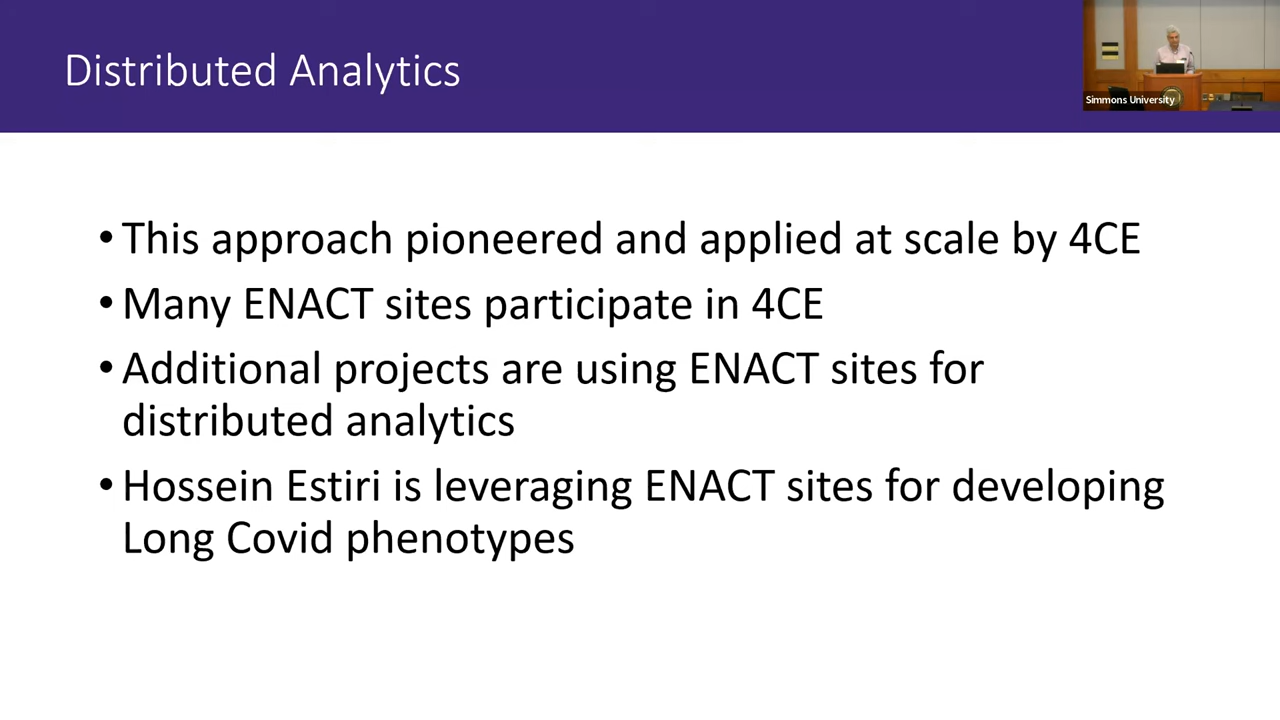 Distributed Analytics
Simmons University
• This approach pioneered and applied at scale by 4CE
• Many ENACT sites participate in 4CE
• Additional projects are using ENACT sites for
distributed analytics
• Hossein Estiri is leveraging ENACT sites for developing
Long Covid phenotypes